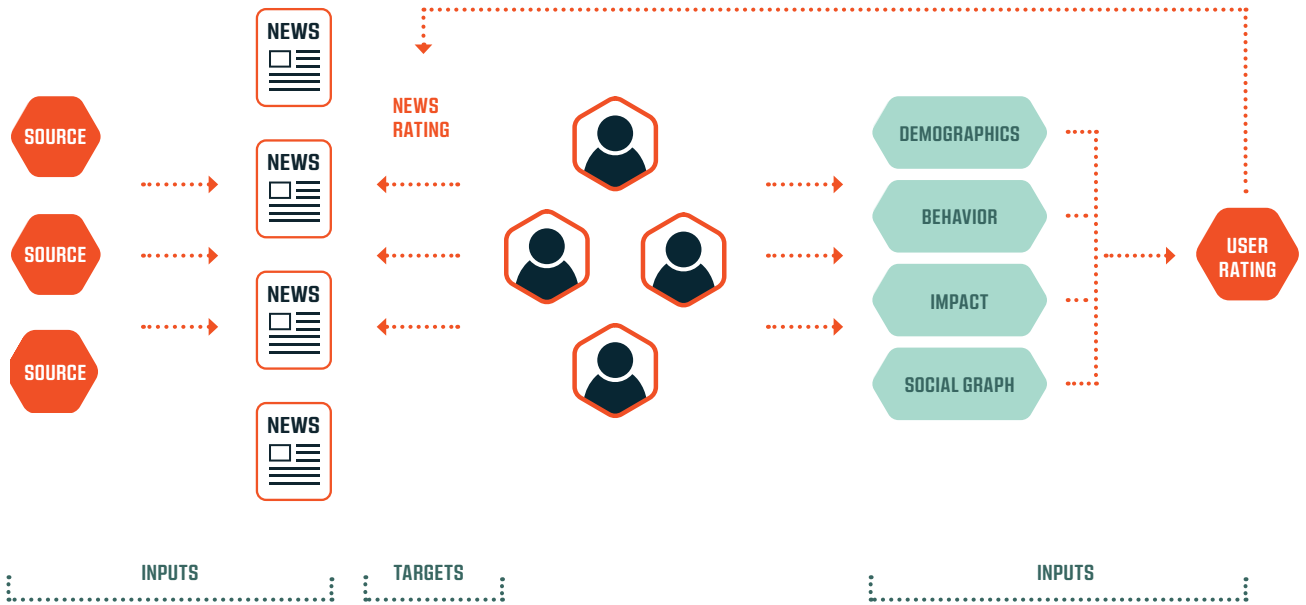 SOURCE
SOURCE
SOURCE
NEWS
NEWS
NEWS
NEWS
NEWS
RATING
DEMOGRAPHICS
BEHAVIOR
IMPACT
SOCIAL GRAPH
USER
RATING
INPUTS
TARGETS
INPUTS